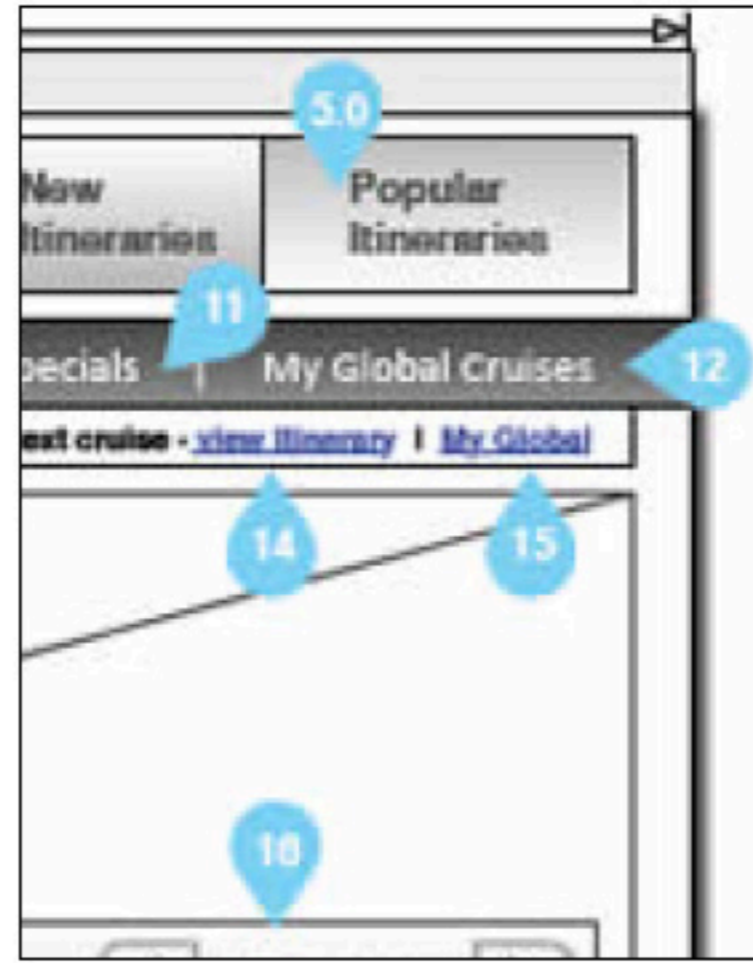 5.0
New Popular
Itineraries Itineraries
11
pecials | My Global Cruises 12
ext cruise - view Itinerary | My Global
14 15
16